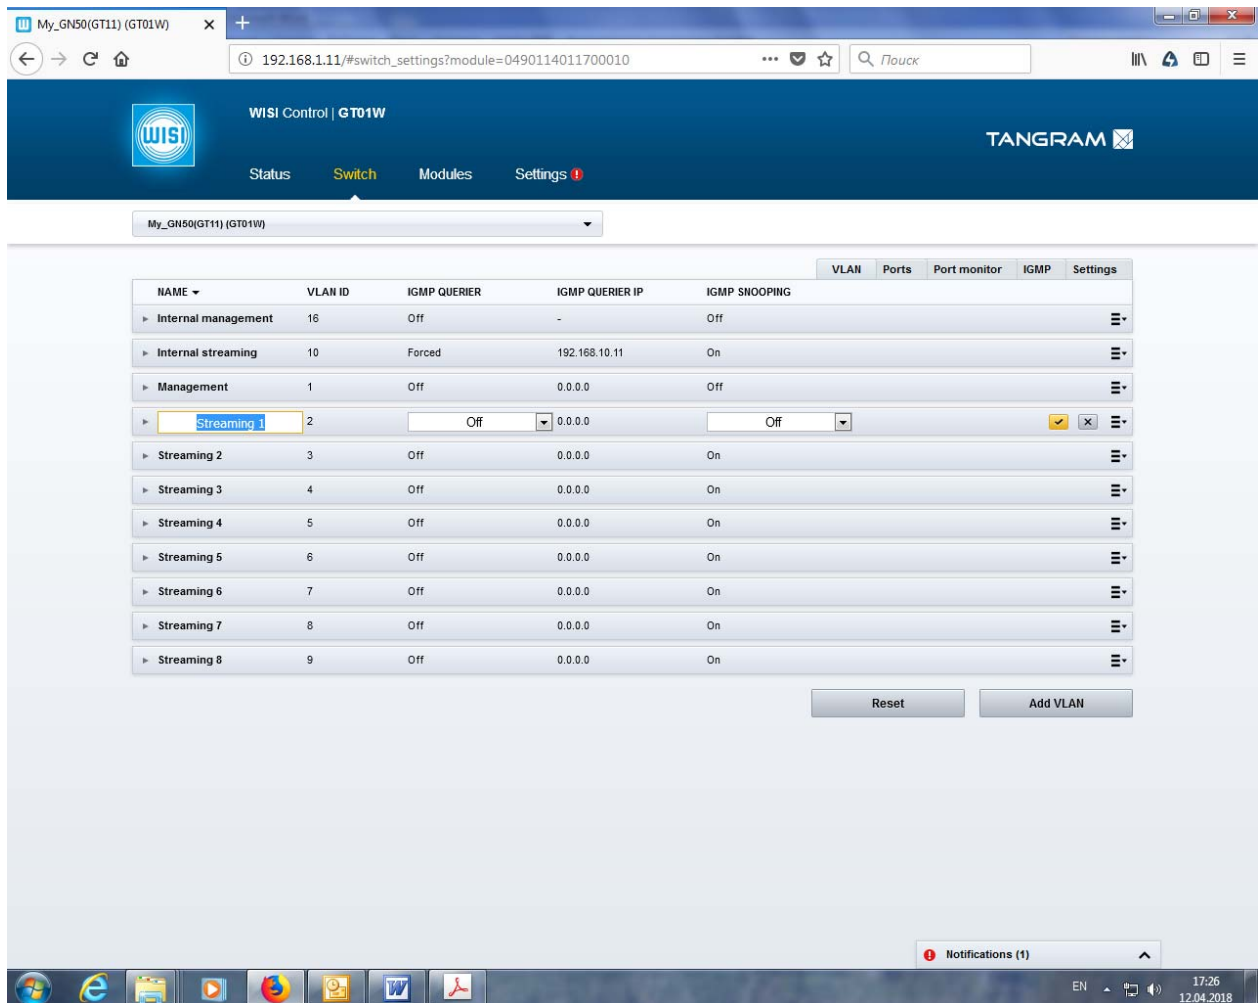 My_GN50(GT11) (GT01W)
192.168.1.11/#switch_settings?module=0490114011700010
Поиск
WISI
WISI Control | GT01W
TANGRAM
Status Switch Modules Settings
My_GN50(GT11) (GT01W)
VLAN Ports Port monitor IGMP Settings
NAME VLAN ID IGMP QUERIER IGMP QUERIER IP IGMP SNOOPING
Internal management 16 Off - Off
Internal streaming 10 Forced 192.168.10.11 On
Management 1 Off 0.0.0.0 Off
Streaming 1 2 Off 0.0.0.0 Off
Streaming 2 3 Off 0.0.0.0 On
Streaming 3 4 Off 0.0.0.0 On
Streaming 4 5 Off 0.0.0.0 On
Streaming 5 6 Off 0.0.0.0 On
Streaming 6 7 Off 0.0.0.0 On
Streaming 7 8 Off 0.0.0.0 On
Streaming 8 9 Off 0.0.0.0 On
Reset Add VLAN
Notifications (1)
EN 17:26
12.04.2018